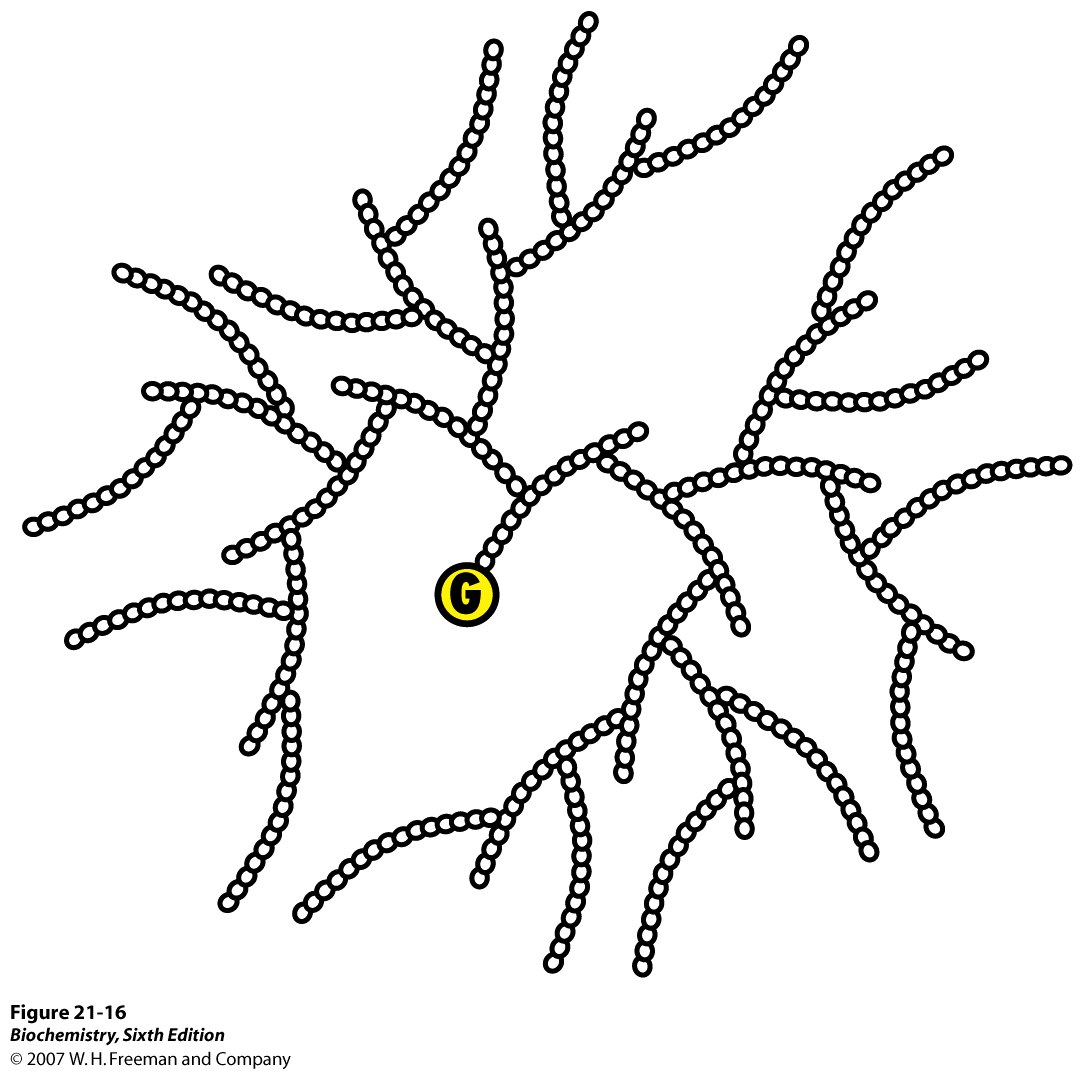 G
Figure 21-16
Biochemistry, Sixth Edition
© 2007 W. H. Freeman and Company